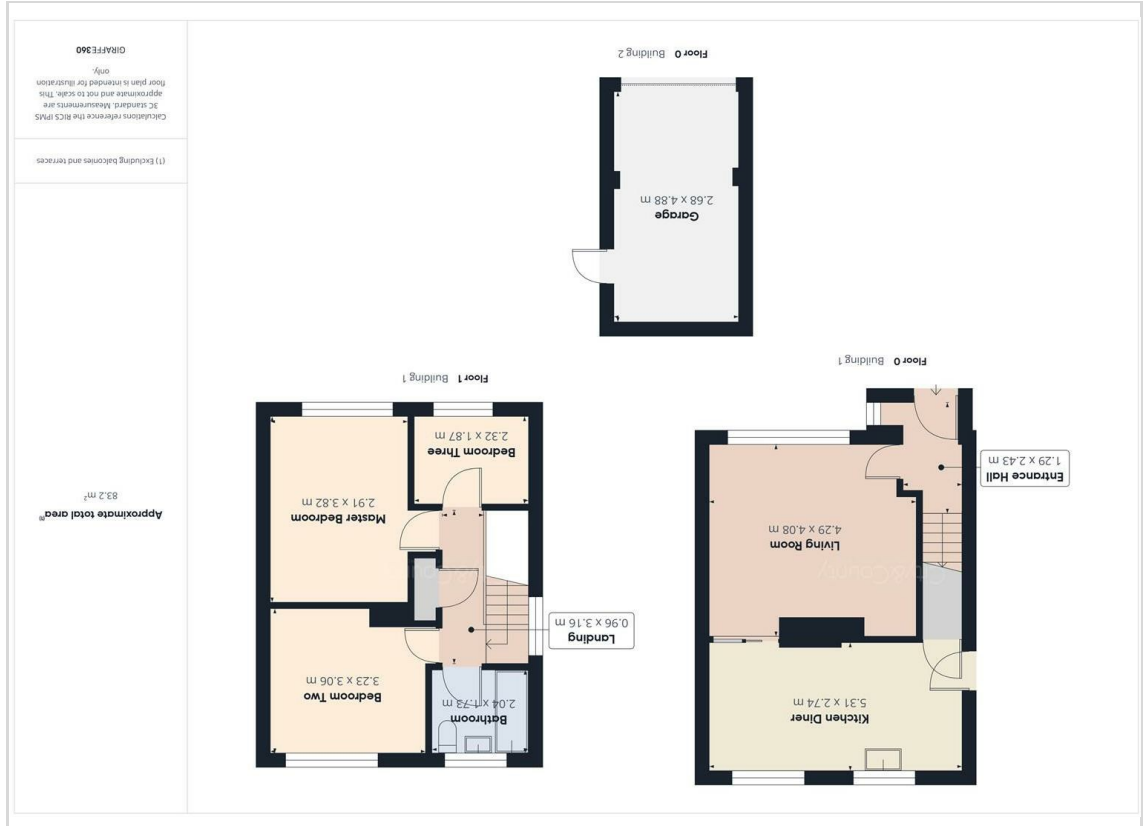 Kitchen Diner
5.31 x 2.74 m
Living Room
4.29 x 4.08 m
Entrance Hall
1.29 x 2.43 m
Floor 0 Building 1
Bathroom
2.04 x 1.73 m
Bedroom Two
3.23 x 3.06 m
Landing
0.96 x 3.16 m
Master Bedroom
2.91 x 3.82 m
Bedroom Three
2.32 x 1.87 m
Floor 1 Building 1
Garage
2.68 x 4.88 m
Floor 0 Building 2
Approximate total area⁽¹⁾
83.2 m²
(1) Excluding balconies and terraces
Calculations reference the RICS IPMS
3C standard. Measurements are
approximate and not to scale. This
floor plan is intended for illustration
only.
GIRAFFE360